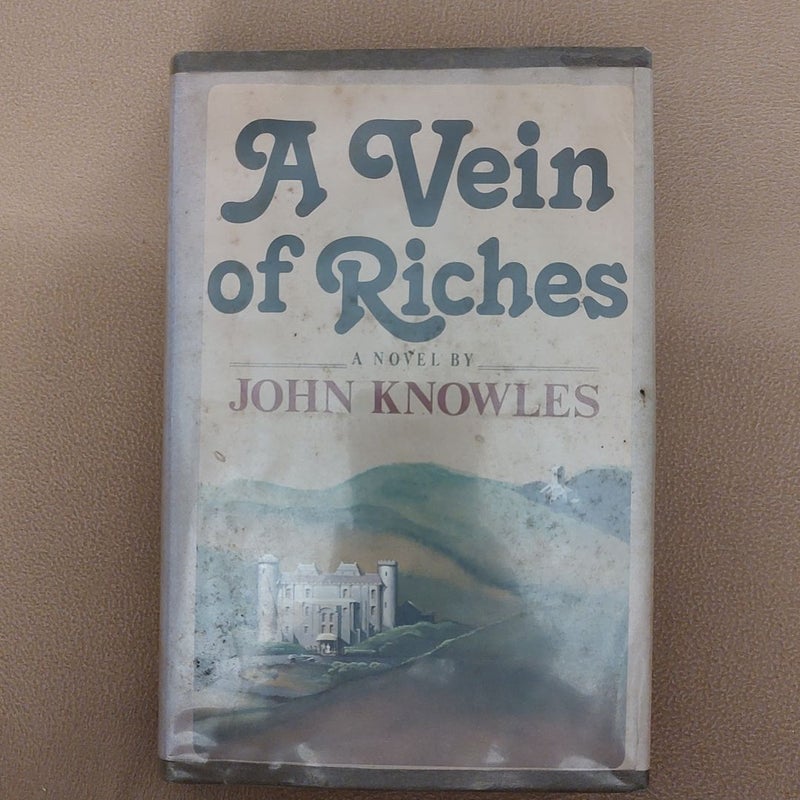 A Vein
of Riches
A NOVEL BY
JOHN KNOWLES